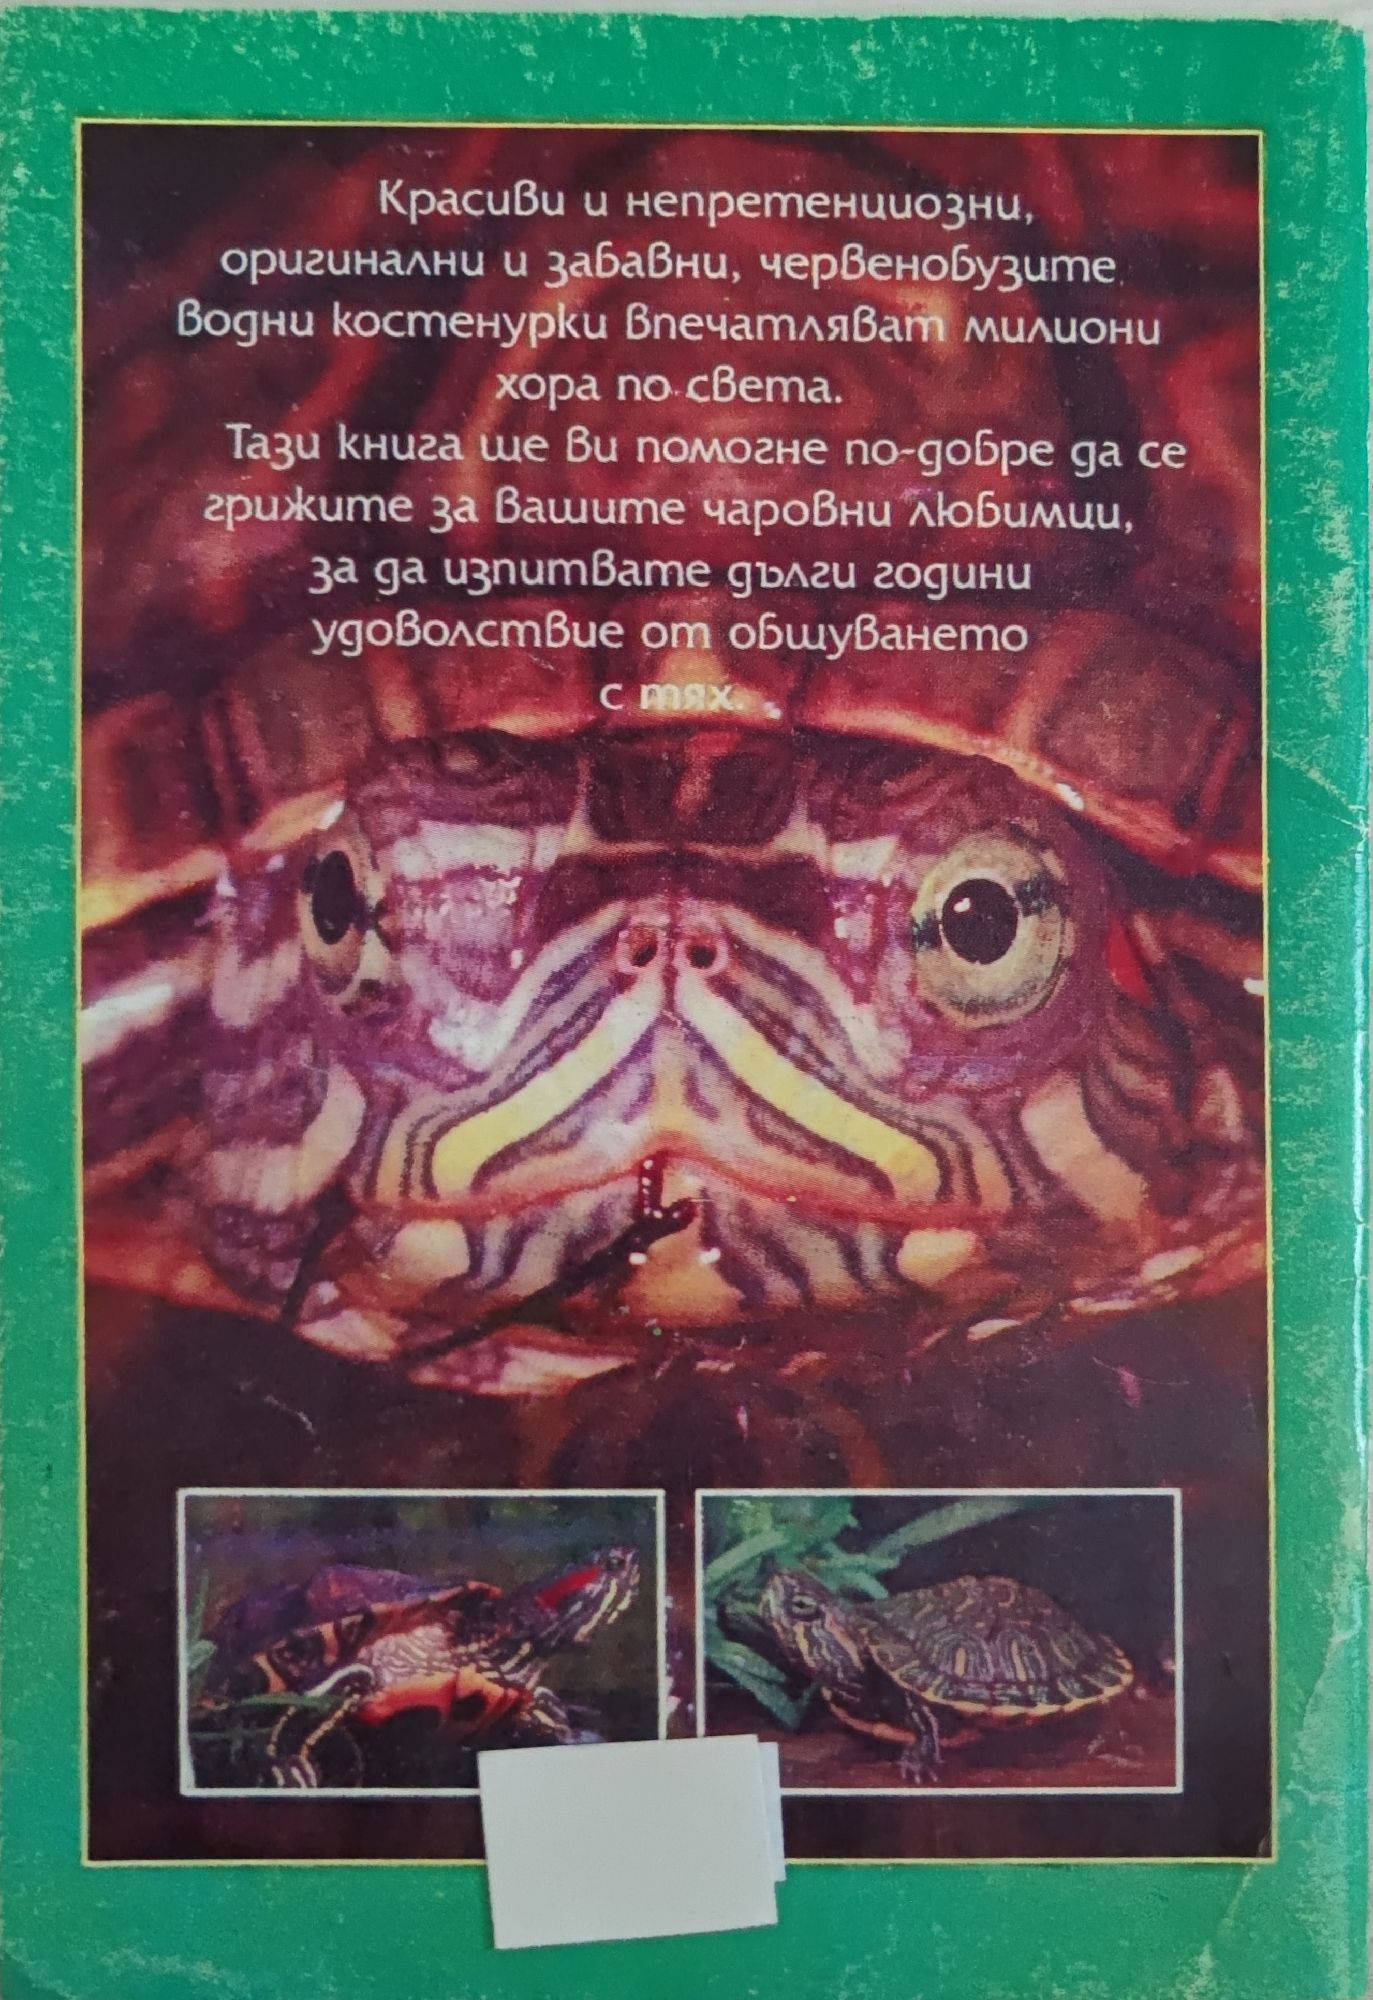 Красиви и непретенциозни,
оригинални и забавни, червенобузите
водни костенурки впечатляват милиони
хора по света.
Тази книга ще ви помогне по-добре да се
грижите за вашите чаровни любимци,
за да изпитвате дълги години
удоволствие от общуването
с тях.